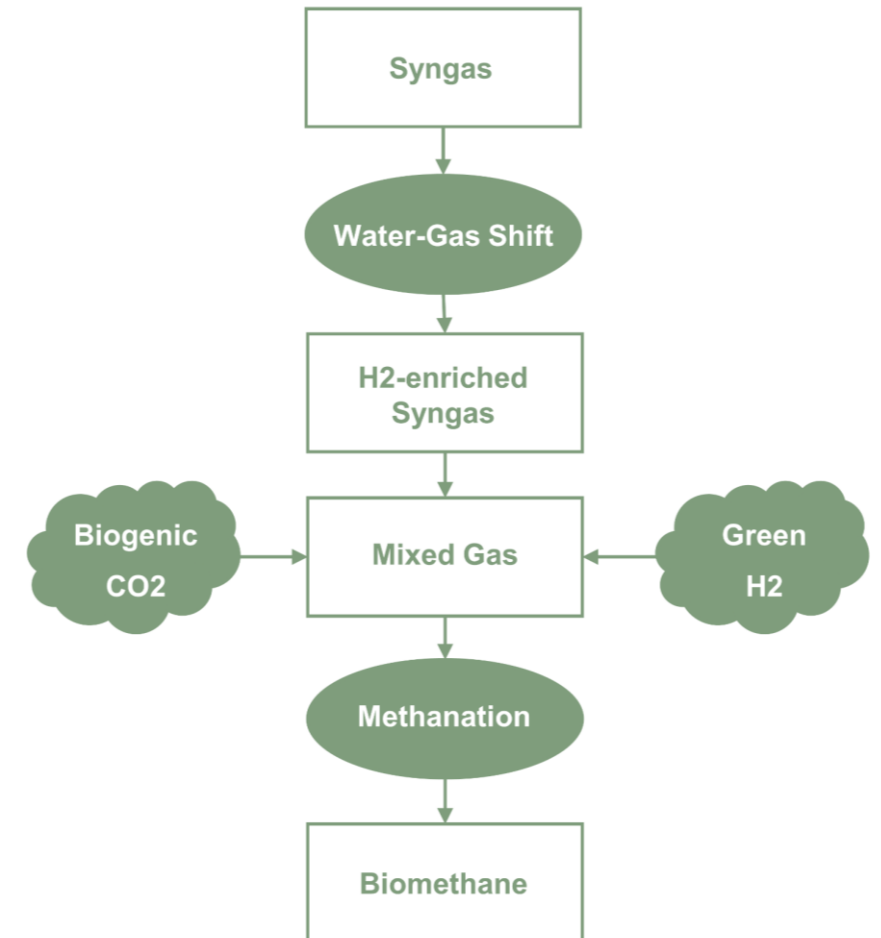 Syngas
Water-Gas Shift
H2-enriched
Syngas
Biogenic
CO2
Mixed Gas
Green
H2
Methanation
Biomethane